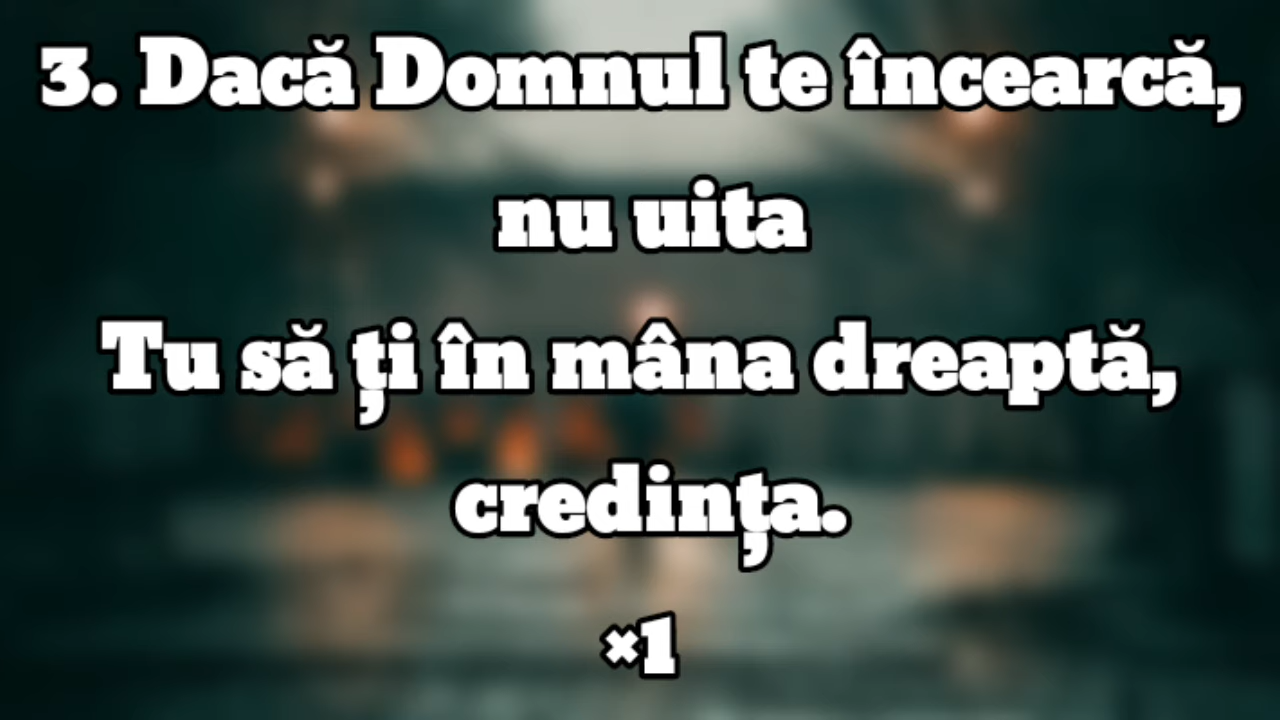 3. Dacă Domnul te încearcă,
nu uita
Tu să ți în mâna dreaptă,
credința.
×1